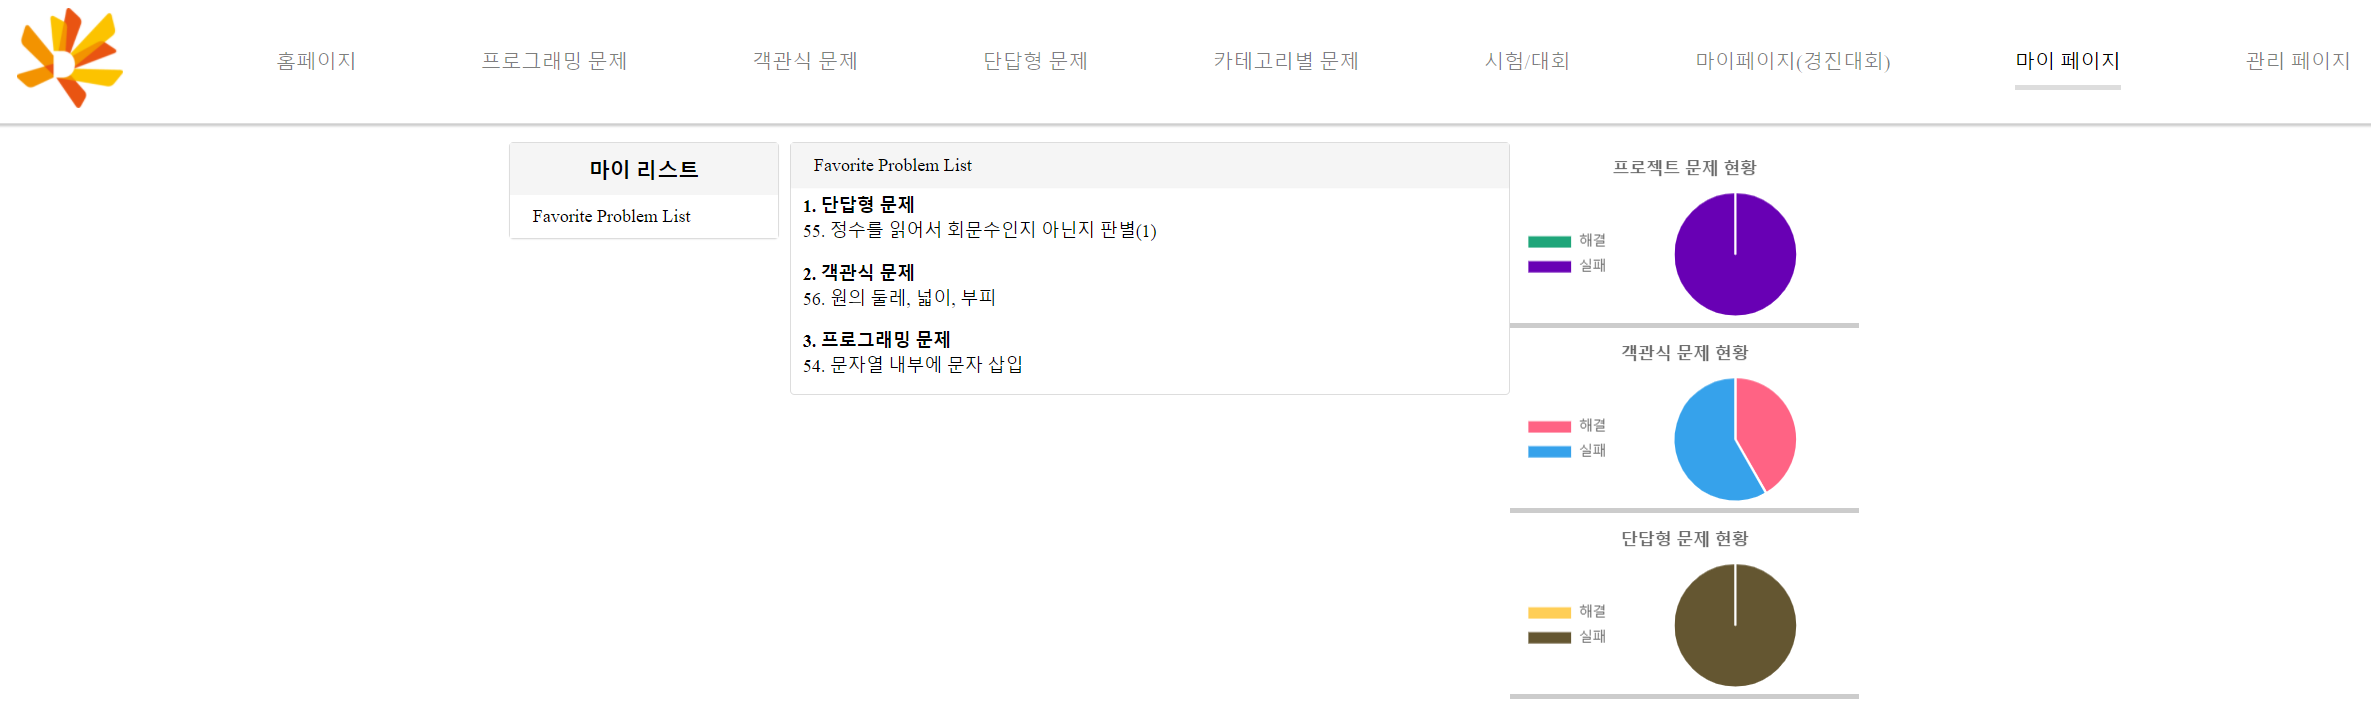 홈페이지
프로그래밍 문제
객관식 문제
단답형 문제
카테고리별 문제
시험/대회
마이페이지(경진대회)
마이 페이지
관리 페이지
마이 리스트
Favorite Problem List
Favorite Problem List
1. 단답형 문제
55. 정수를 읽어서 회문수인지 아닌지 판별(1)
2. 객관식 문제
56. 원의 둘레, 넓이, 부피
3. 프로그래밍 문제
54. 문자열 내부에 문자 삽입
프로젝트 문제 현황
해결
실패
객관식 문제 현황
해결
실패
단답형 문제 현황
해결
실패